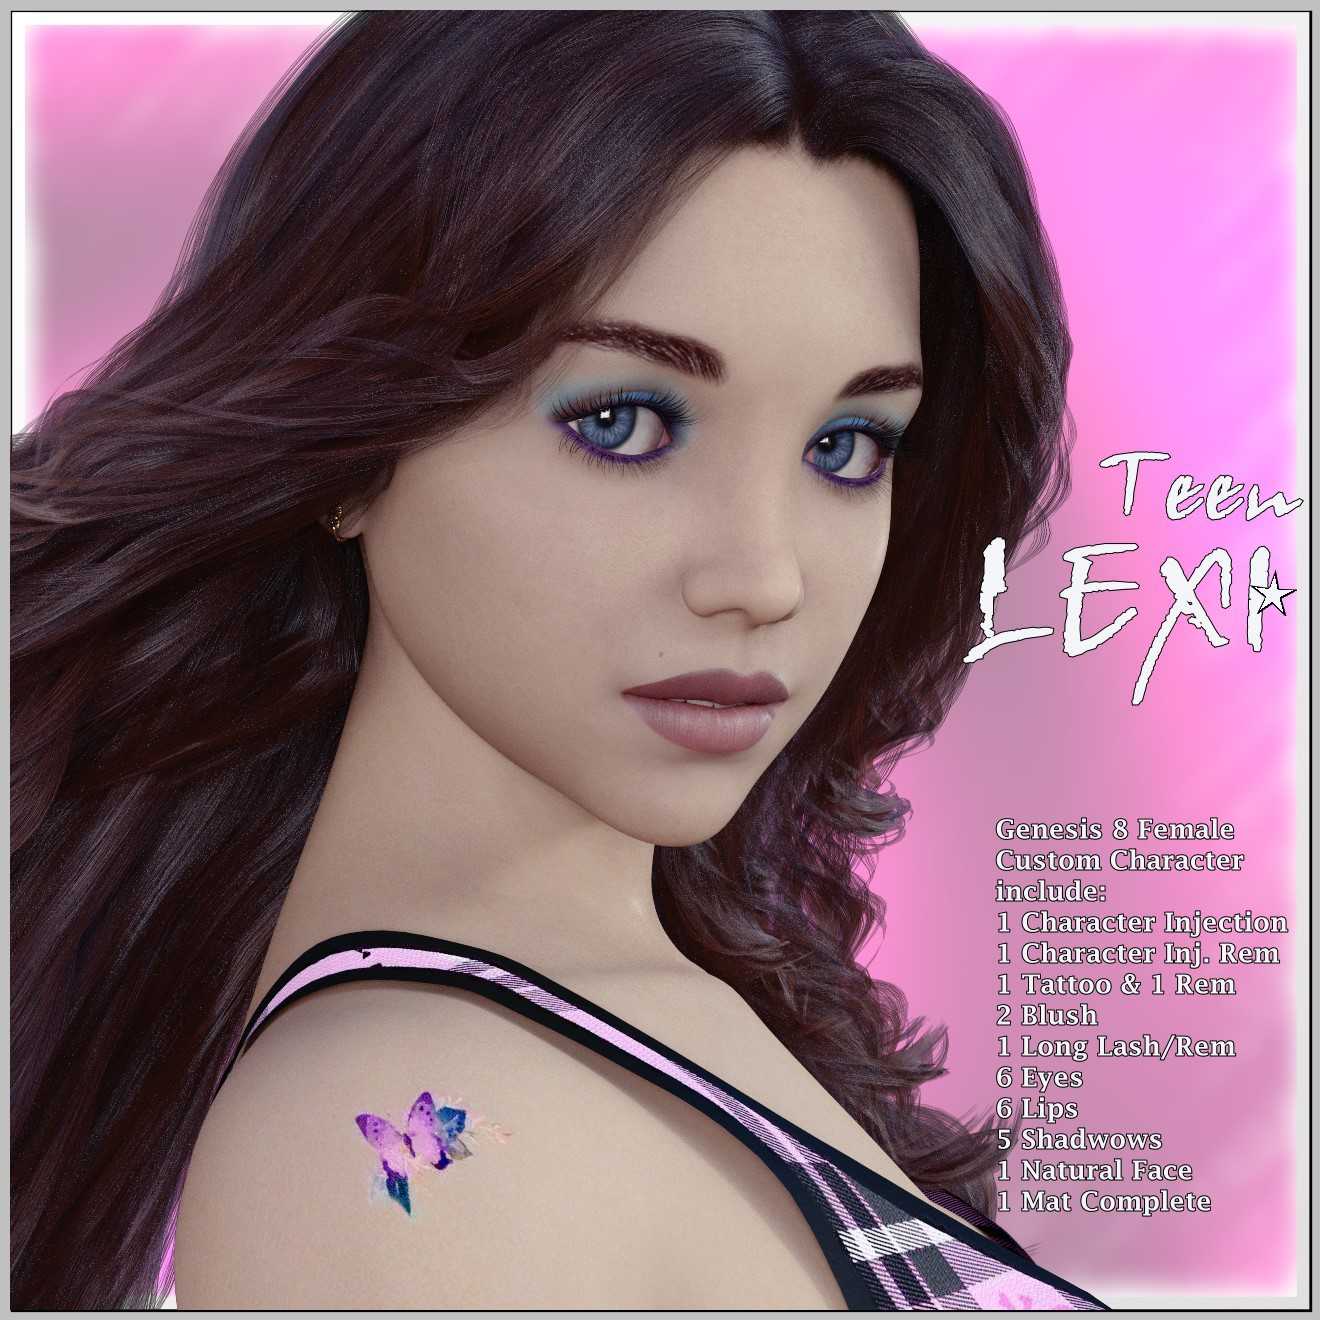 Teen
LEXI
Genesis 8 Female
Custom Character
include:
1 Character Injection
1 Character Inj. Rem
1 Tattoo & 1 Rem
2 Blush
1 Long Lash/Rem
6 Eyes
6 Lips
5 Shadwows
1 Natural Face
1 Mat Complete